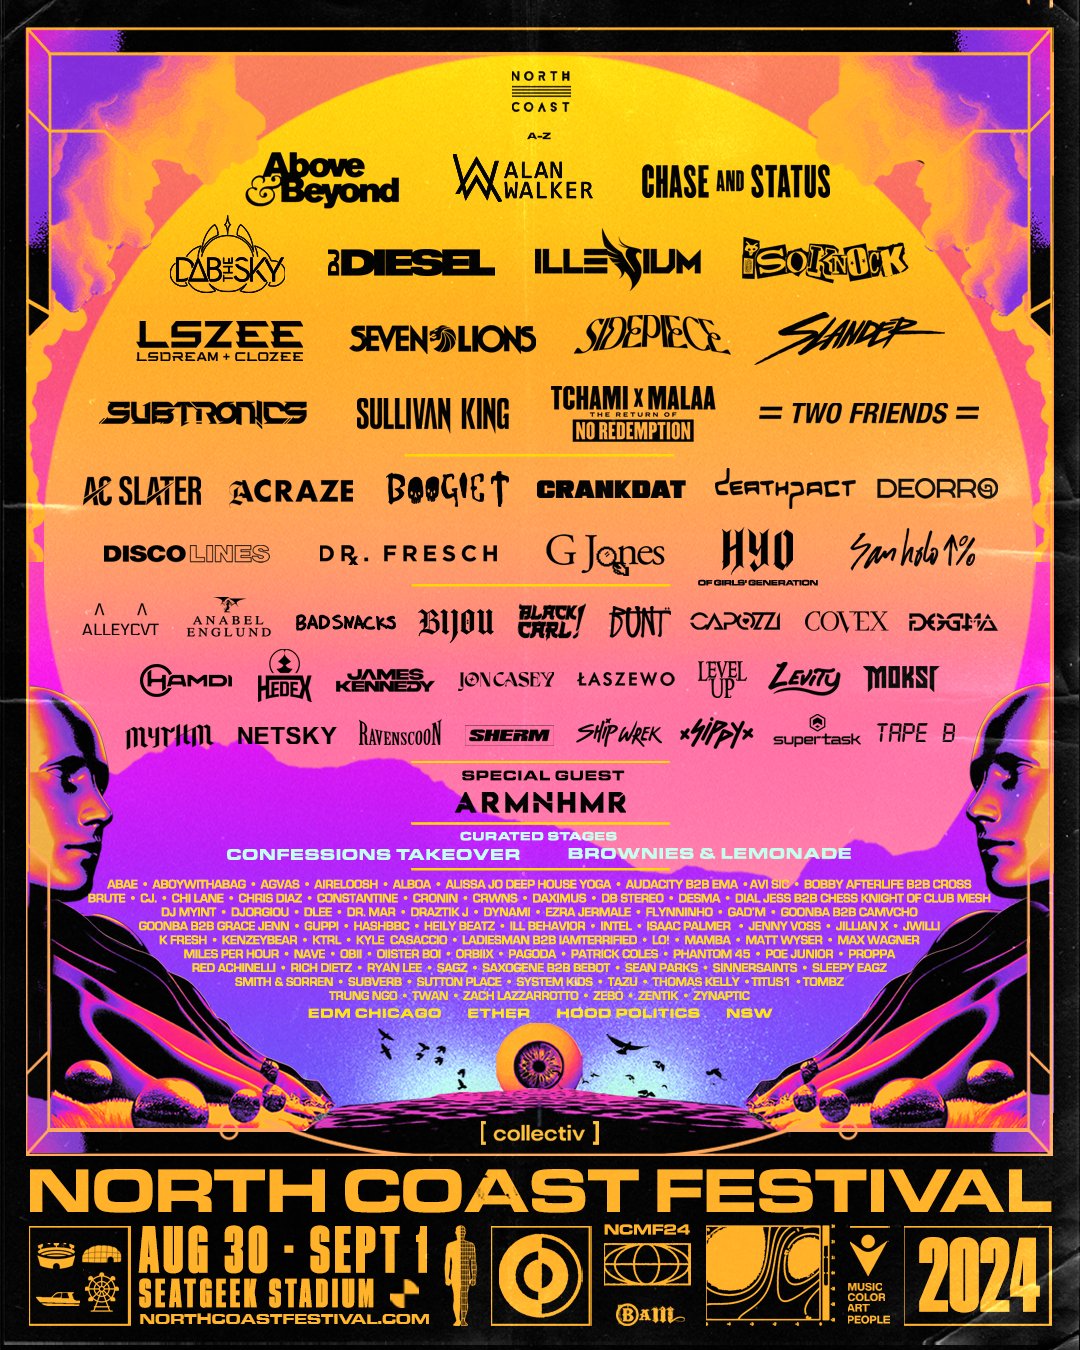 NORTH
COAST
A-Z
Above & Beyond
ALAN WALKER
CHASE AND STATUS
DAB THE SKY
DJ DIESEL
ILLENIUM
ISOKNOCK
LSZEE
LSDREAM + CLOZEE
SEVEN LIONS
SIDEPIECE
SLANDER
SUBTRONICS
SULLIVAN KING
TCHAMI X MALAA
THE RETURN OF
NO REDEMPTION
= TWO FRIENDS =
AC SLATER
ACRAZE
BOOGIE T
CRANKDAT
DEATHPACT
DEORRO
DISCO LINES
DR. FRESCH
G Jones
HYO
OF GIRLS' GENERATION
San holo ↑%
ALLEYCVT
ANABEL ENGLUND
BAD SNACKS
BIJOU
BLACK CARL!
BUNT
CAPOZZI
COVEX
DOGMA
HAMDI
HEDEX
JAMES KENNEDY
JON CASEY
ŁASZEWO
LEVEL UP
LEVITY
MOKSI
MYTHM
NETSKY
RAVENSCOON
SHERM
SHIP WREK
SIPPY
SUPERTASK
TAPE B
SPECIAL GUEST
ARMNHMR
CURATED STAGES
CONFESSIONS TAKEOVER BROWNIES & LEMONADE
ABAE • ABOYWITHABAG • AGVAS • AIRELOOSH • ALBOA • ALISSA JO DEEP HOUSE YOGA • AUDACITY B2B EMA • AVI SIC • BOBBY AFTERLIFE B2B CROSS
BRUTE • CJ. • CHI LANE • CHRIS DIAZ • CONSTANTINE • CRONIN • CRWNS • DAXIMUS • DB STEREO • DESMA • DIAL JESS B2B CHESS KNIGHT OF CLUB MESH
DJ MYINT • DJORGIOU • DLEE • DR. MAR • DRAZTIK J • DYNAMI • EZRA JERMALE • FLYNNINHO • GAD'M • GOONBA B2B CAMVCHO
GOONBA B2B GRACE JENN • GUPPI • HASHBBC • HEILY BEATZ • ILL BEHAVIOR • INTEL • ISAAC PALMER • JENNY VOSS • JILLIAN X • JWILLI
K FRESH • KENZEYBEAR • KTRL • KYLE CASACCIO • LADIESMAN B2B IAMTERRIFIED • LO! • MAMBA • MATT WYSER • MAX WAGNER
MILES PER HOUR • NAVE • OBII • OIISTER BOI • ORBIIX • PAGODA • PATRICK COLES • PHANTOM 45 • POE JUNIOR • PROPPA
RED ACHINELLI • RICH DIETZ • RYAN LEE • SAGZ • SAXOGENE B2B BEBOT • SEAN PARKS • SINNERSAINTS • SLEEPY EAGZ
SMITH & SORREN • SUBVERB • SUTTON PLACE • SYSTEM KIDS • TAZU • THOMAS KELLY • TITUS1 • TOMBZ
TRUNG NGO • TWAN • ZACH LAZZARROTTO • ZEBO • ZENTIK • ZYNAPTIC
EDM CHICAGO ETHER HOOD POLITICS NSW
[ collectiv ]
NORTH COAST FESTIVAL
AUG 30 - SEPT 1
SEATGEEK STADIUM
NORTHCOASTFESTIVAL.COM
NCMF24
BAM
MUSIC
COLOR
ART
PEOPLE
2024